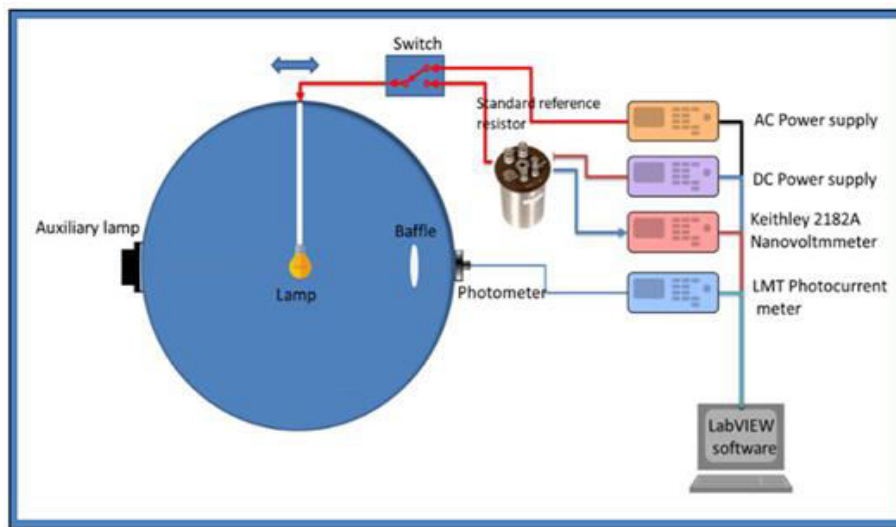 Switch
Standard reference
resistor
AC Power supply
DC Power supply
Keithley 2182A
Nanovoltmmeter
LMT Photocurrent
meter
Auxiliary lamp
Baffle
Lamp
Photometer
LabVIEW
software